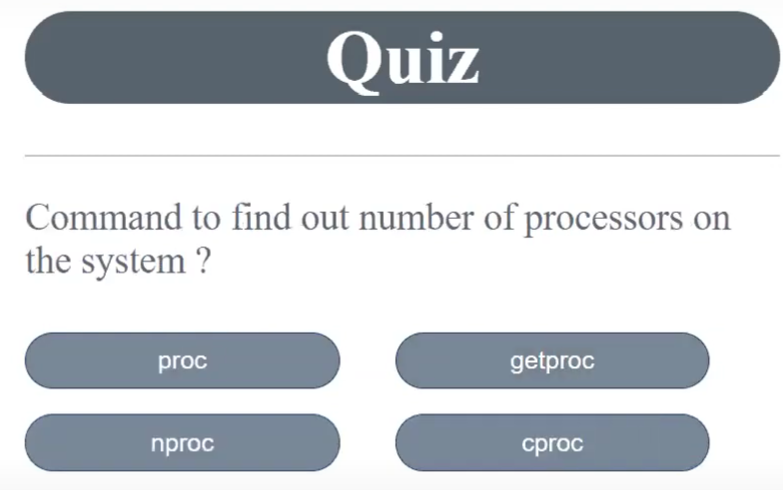 Quiz
Command to find out number of processors on
the system ?
proc
getproc
nproc
cproc